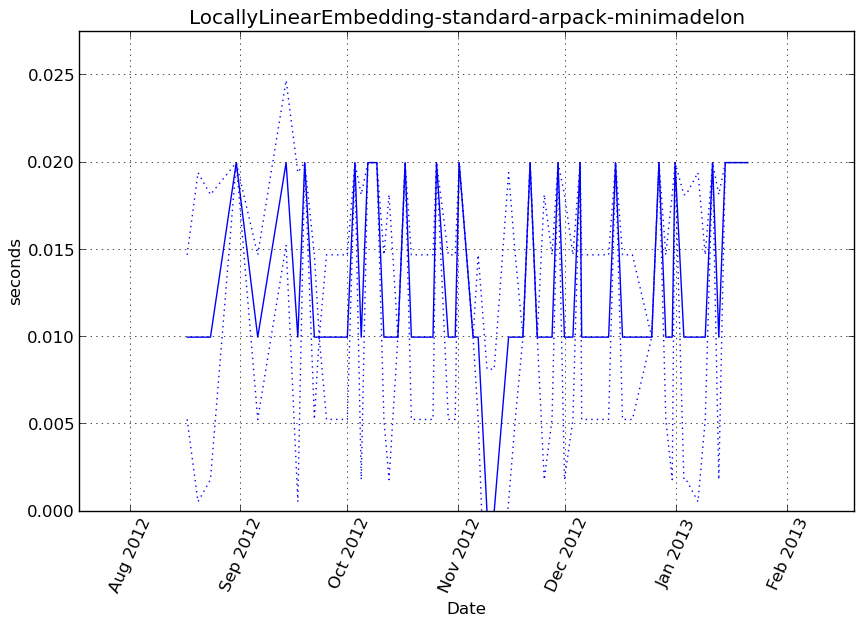 LocallyLinearEmbedding-standard-arpack-minimadelon
0.025
0.020
0.015
0.010
0.005
0.000
seconds
Aug 2012
Sep 2012
Oct 2012
Nov 2012
Dec 2012
Jan 2013
Feb 2013
Date